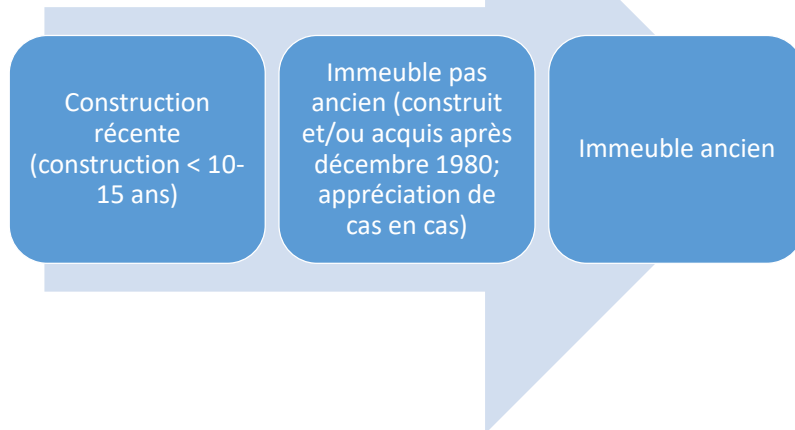 Construction
récente
(construction < 10-
15 ans)
Immeuble pas
ancien (construit
et/ou acquis après
décembre 1980;
appréciation de
cas en cas)
Immeuble ancien